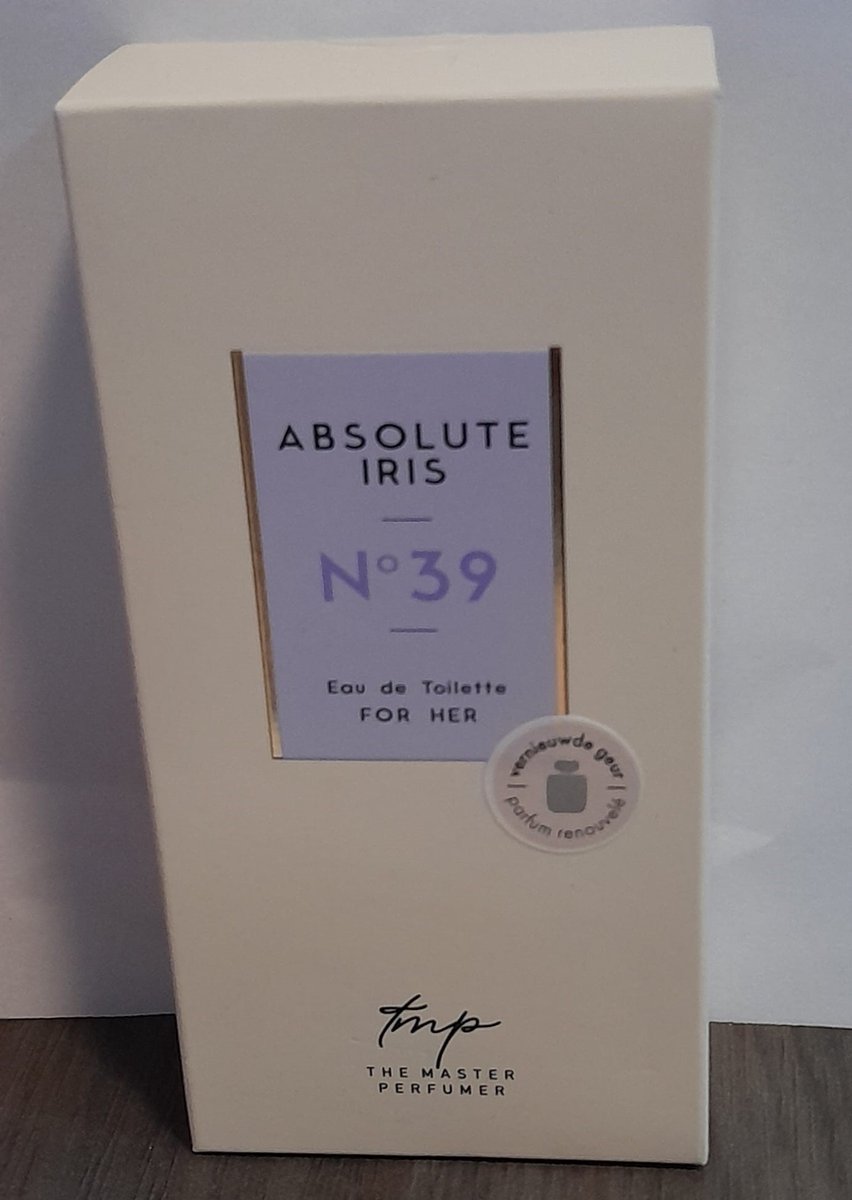 ABSOLUTE
IRIS
N° 39
Eau de Toilette
FOR HER
| vernieuwde geur |
parfum renouvelé
tmp
THE MASTER
PERFUMER